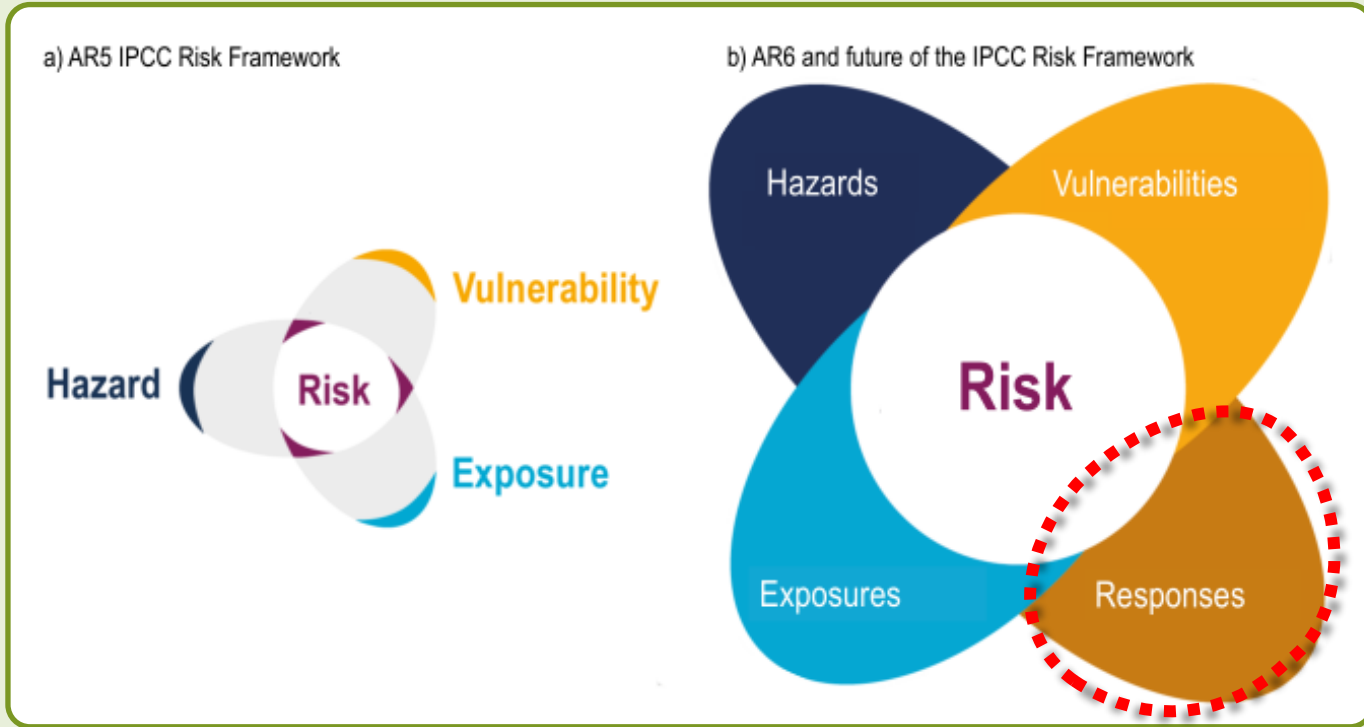 a) AR5 IPCC Risk Framework
Vulnerability
Hazard
Risk
Exposure
b) AR6 and future of the IPCC Risk Framework
Hazards
Vulnerabilities
Risk
Exposures
Responses